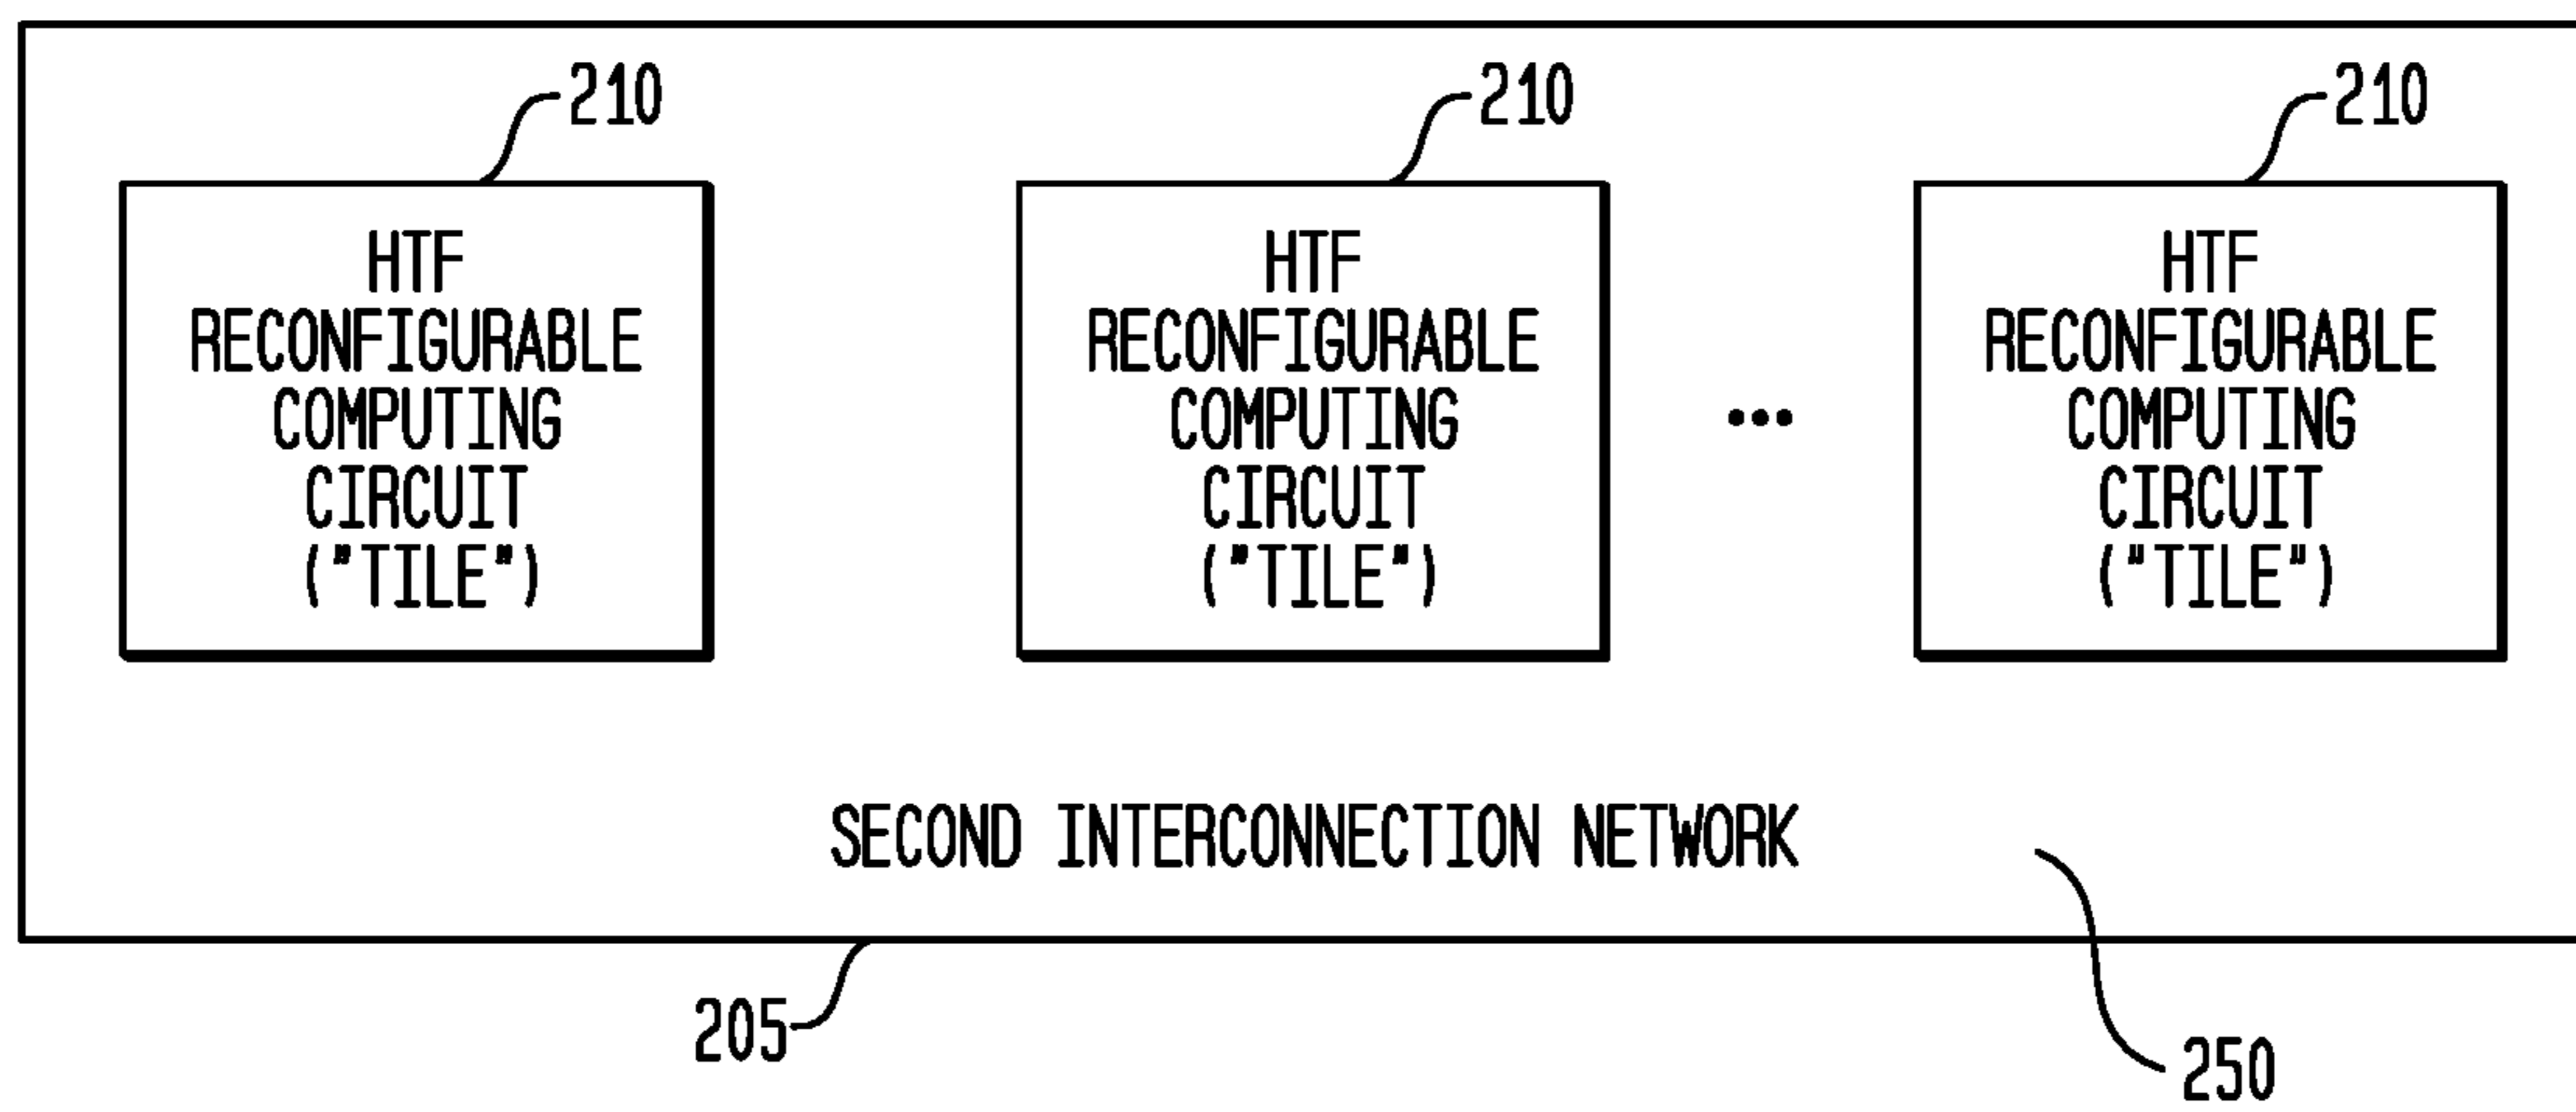 210
210
210
HTF
RECONFIGURABLE
COMPUTING
CIRCUIT
("TILE")
HTF
RECONFIGURABLE
COMPUTING
CIRCUIT
("TILE")
...
HTF
RECONFIGURABLE
COMPUTING
CIRCUIT
("TILE")
SECOND INTERCONNECTION NETWORK
205
250